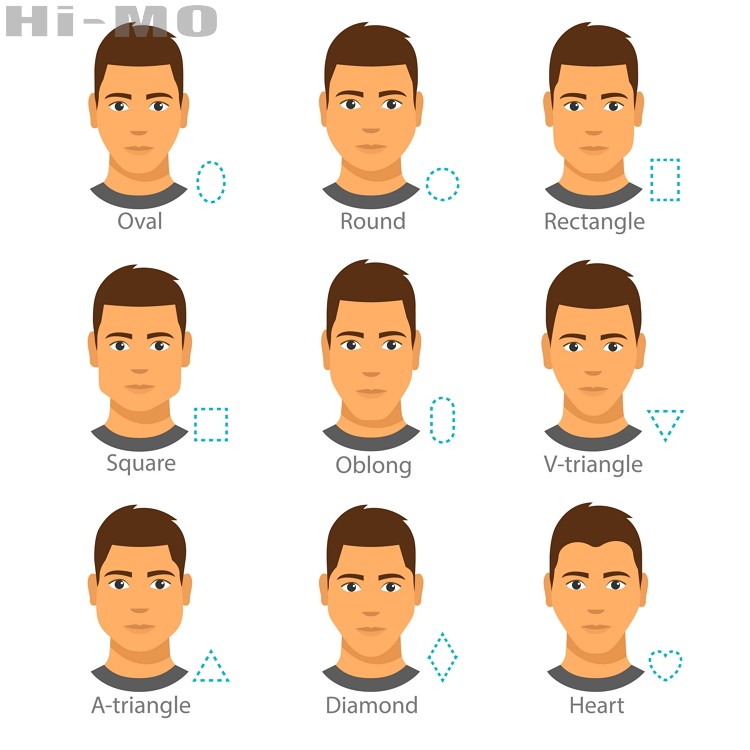 Hi-MO
Oval
Round
Rectangle
Square
Oblong
V-triangle
A-triangle
Diamond
Heart